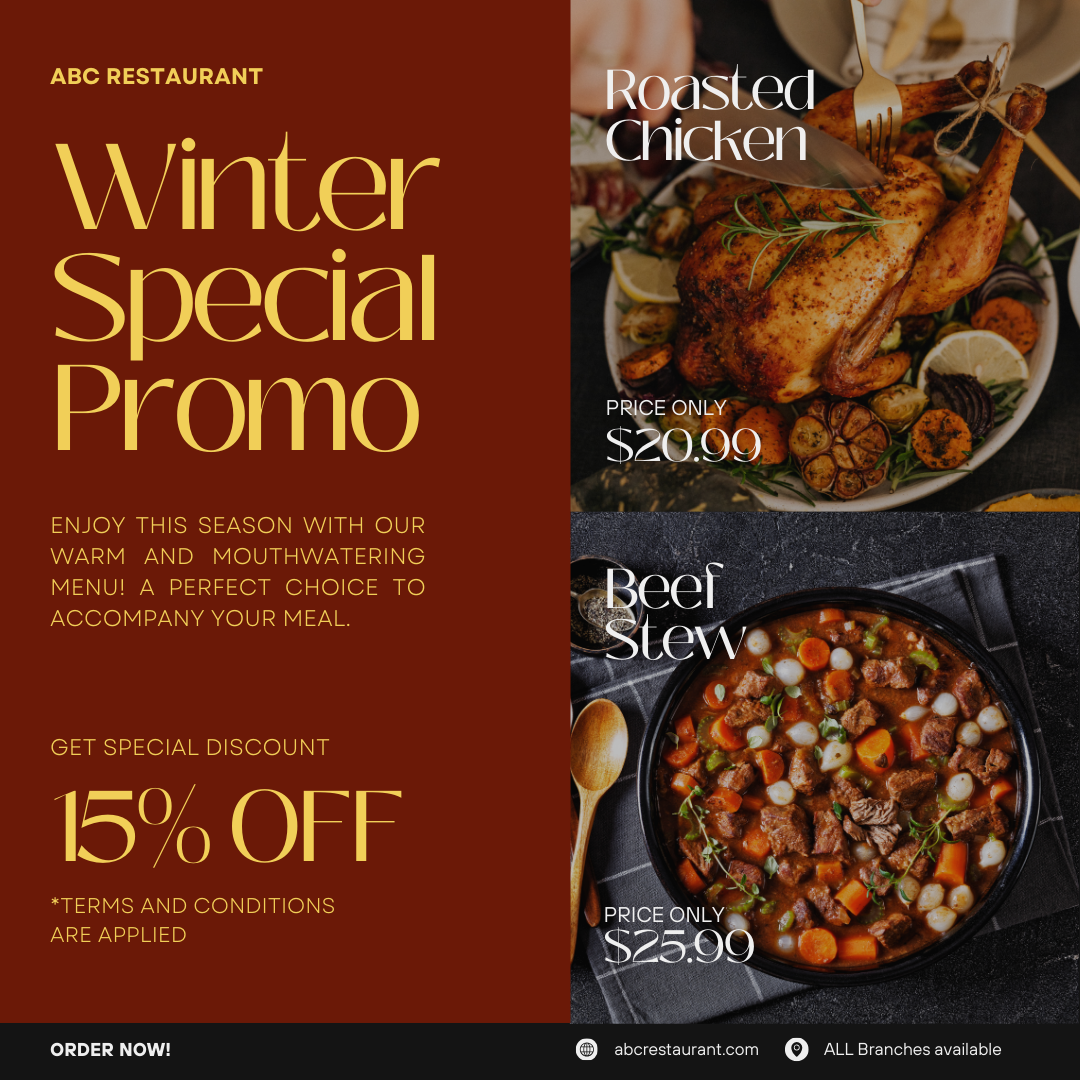 ABC RESTAURANT
Winter
Special
Promo
ENJOY THIS SEASON WITH OUR
WARM AND MOUTHWATERING
MENU! A PERFECT CHOICE TO
ACCOMPANY YOUR MEAL.
GET SPECIAL DISCOUNT
15% OFF
*TERMS AND CONDITIONS
ARE APPLIED
Roasted
Chicken
PRICE ONLY
$20.99
Beef
Stew
PRICE ONLY
$25.99
ORDER NOW!
abcrestaurant.com
ALL Branches available